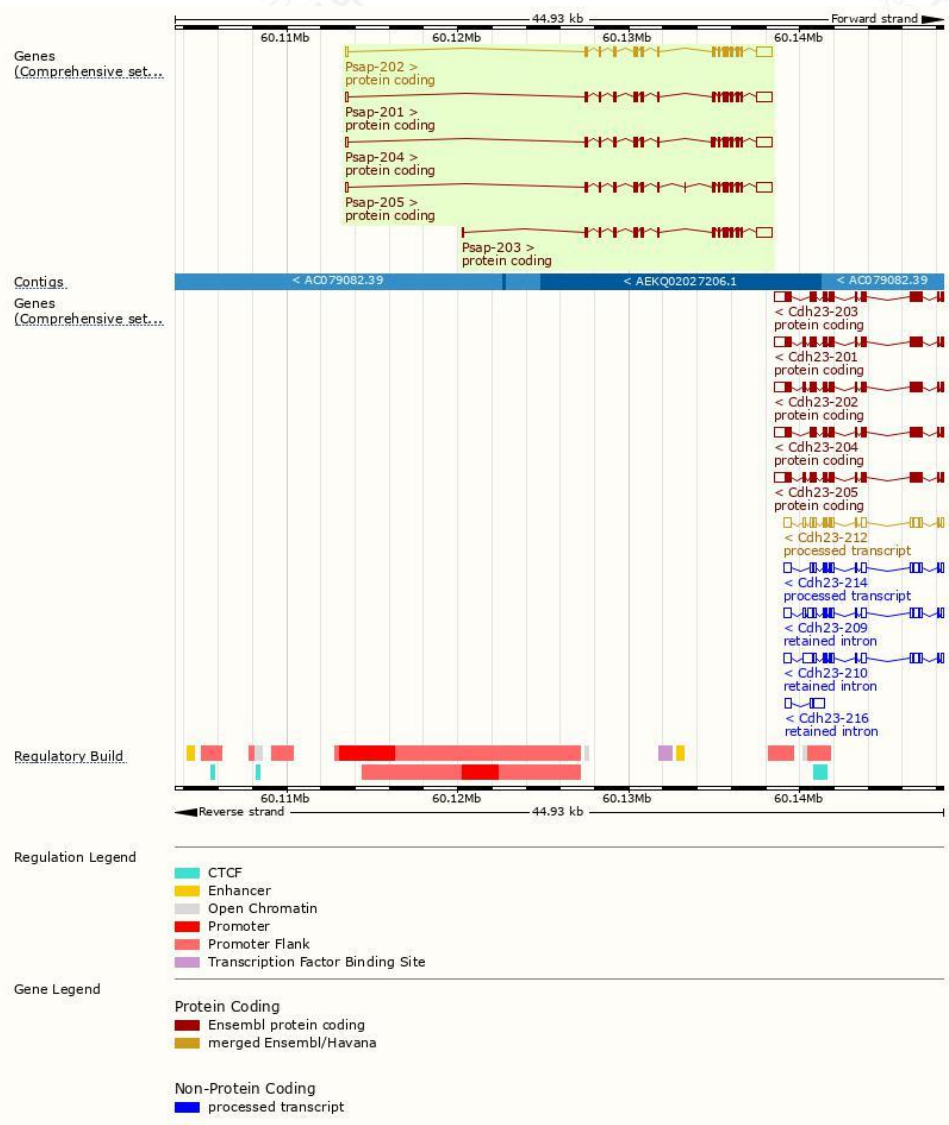 44.93 kb
Forward strand
60.11Mb 60.12Mb 60.13Mb 60.14Mb
Genes
(Comprehensive set...
Psap-202 >
protein coding
Psap-201 >
protein coding
Psap-204 >
protein coding
Psap-205 >
protein coding
Psap-203 >
protein coding
Contigs
< AC079082.39 < AEKQ02027206.1 < AC079082.39
Genes
(Comprehensive set...
< Cdh23-203
protein coding
< Cdh23-201
protein coding
< Cdh23-202
protein coding
< Cdh23-204
protein coding
< Cdh23-205
protein coding
< Cdh23-212
processed transcript
< Cdh23-214
processed transcript
< Cdh23-209
retained intron
< Cdh23-210
retained intron
< Cdh23-216
retained intron
Regulatory Build
60.11Mb 60.12Mb 60.13Mb 60.14Mb
Reverse strand 44.93 kb
Regulation Legend
CTCF
Enhancer
Open Chromatin
Promoter
Promoter Flank
Transcription Factor Binding Site
Gene Legend
Protein Coding
Ensembl protein coding
merged Ensembl/Havana
Non-Protein Coding
processed transcript